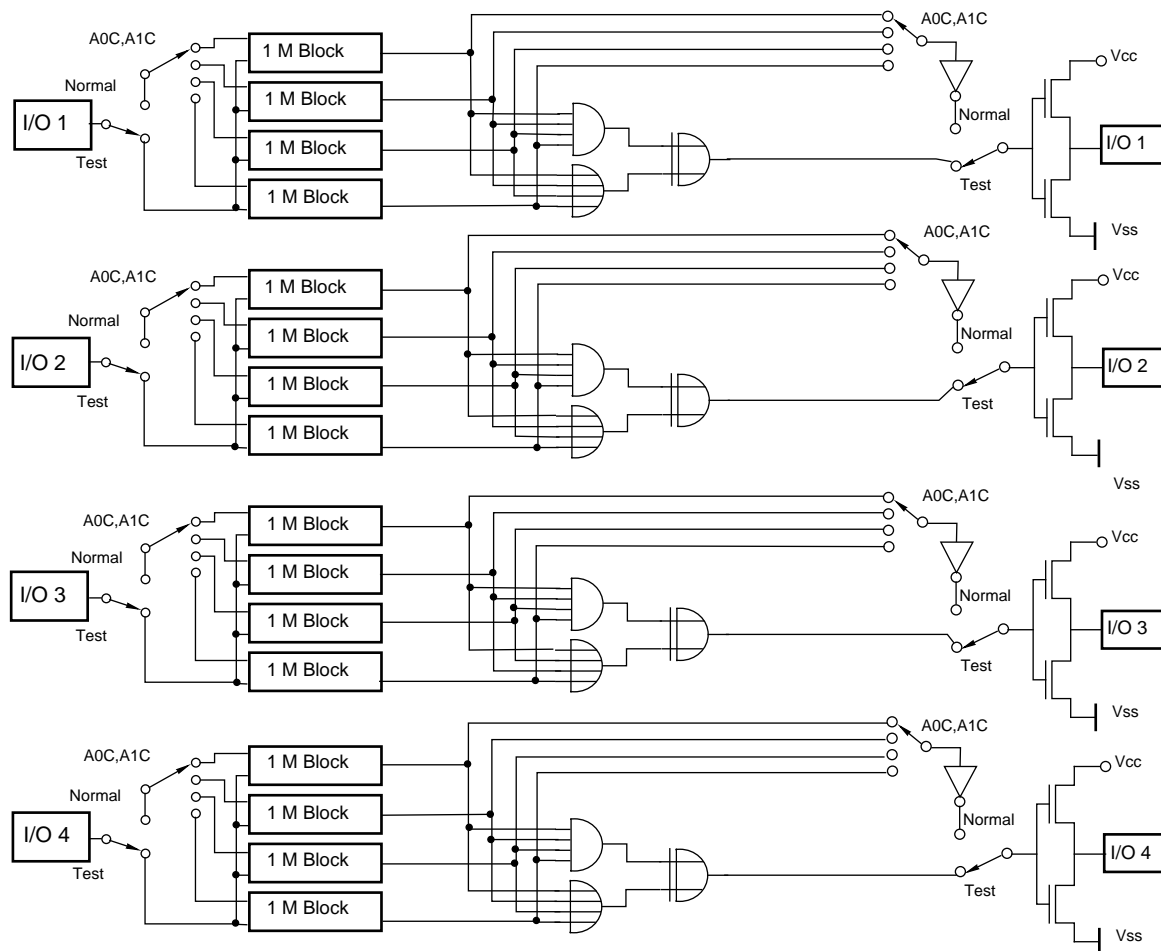 A0C,A1C
1 M Block
A0C,A1C
Vcc
Normal
1 M Block
Normal
I/O 1
1 M Block
I/O 1
Test
Test
1 M Block
Vss
A0C,A1C
1 M Block
A0C,A1C
Vcc
Normal
1 M Block
Normal
I/O 2
1 M Block
I/O 2
Test
Test
1 M Block
Vss
A0C,A1C
1 M Block
A0C,A1C
Vcc
Normal
1 M Block
Normal
I/O 3
1 M Block
I/O 3
Test
Test
1 M Block
Vss
A0C,A1C
1 M Block
A0C,A1C
Vcc
Normal
1 M Block
Normal
I/O 4
1 M Block
I/O 4
Test
Test
1 M Block
Vss